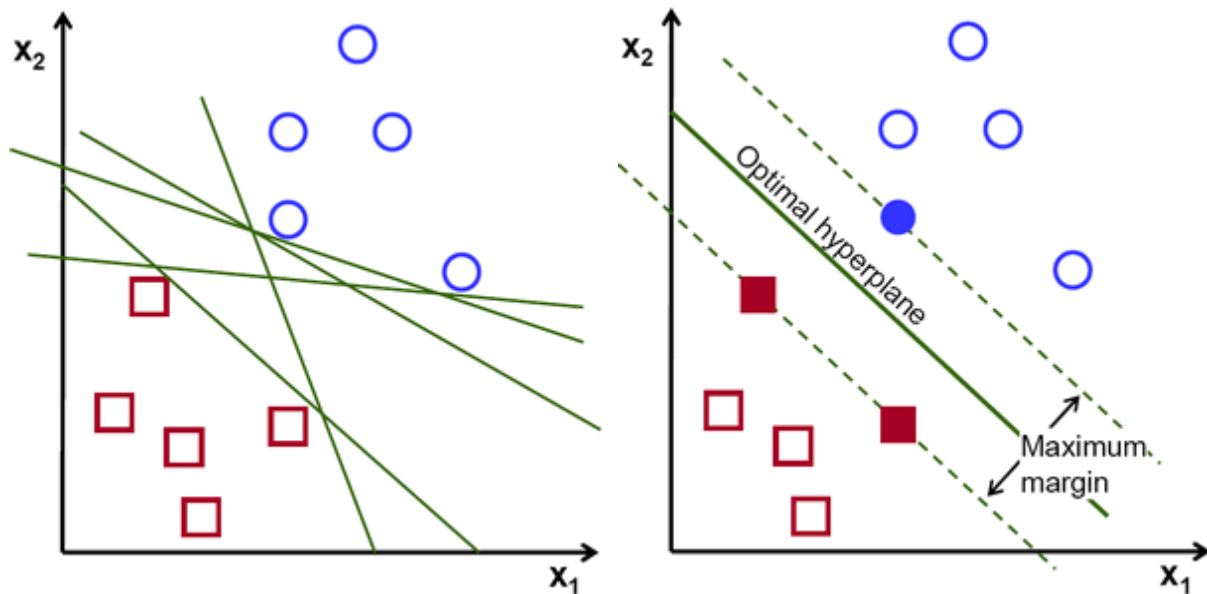 x₂
x₁
x₂
Optimal hyperplane
Maximum
margin
x₁